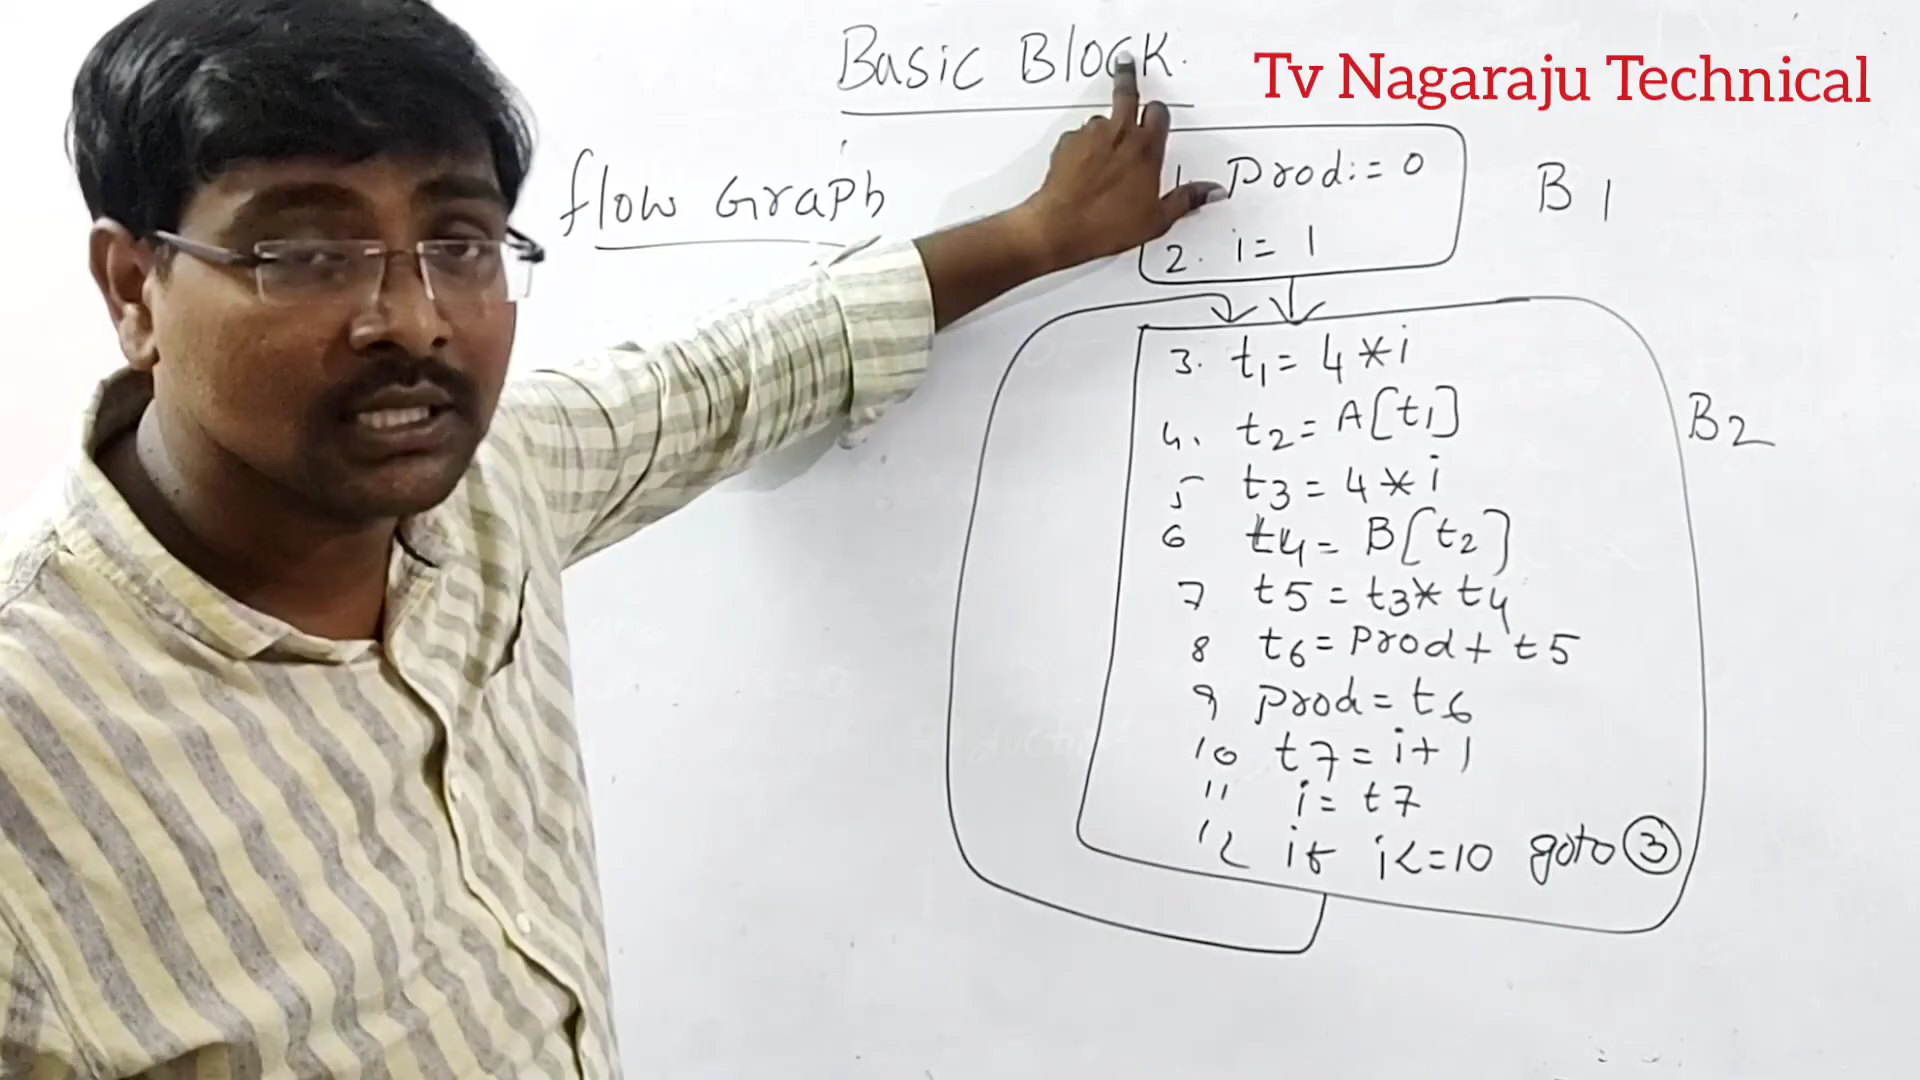 Basic Block.
Tv Nagaraju Technical
flow Graph
1. Prod:= 0
B1
2. i= 1
3. t1= 4*i
4. t2= A[t1]
B2
5 t3= 4*i
6 t4= B[t2]
7 t5= t3* t4
8 t6= Prod+ t5
9 Prod= t6
10 t7= i+1
11 i= t7
12 if i<=10 goto 3